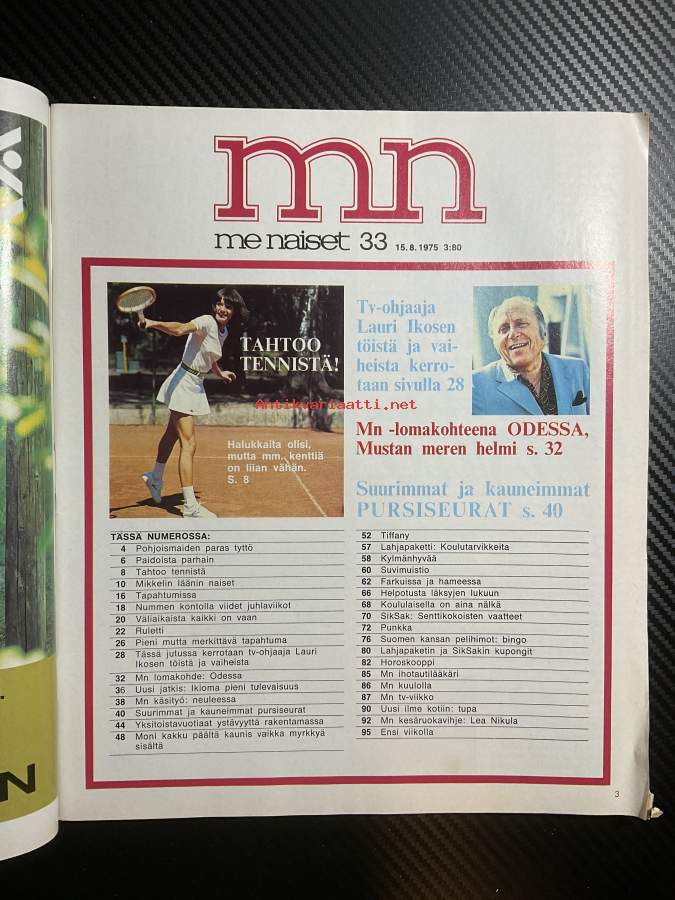 mn
me naiset 33 15.8.1975 3:80
TAHTOO
TENNISTÄ!
Halukkaita olisi,
mutta mm. kenttiä
on liian vähän.
S. 8
Tv-ohjaaja
Lauri Ikosen
töistä ja vai-
heista kerro-
taan sivulla 28
Mn -lomakohteena ODESSA,
Mustan meren helmi s. 32
Suurimmat ja kauneimmat
PURSISEURAT s. 40
Antikvariaatti.net
TÄSSÄ NUMEROSSA:
4 Pohjoismaiden paras tyttö
6 Paidoista parhain
8 Tahtoo tennistä
10 Mikkelin läänin naiset
16 Tapahtumissa
18 Nummen kontolla viidet juhlaviikot
20 Väliaikaista kaikki on vaan
22 Ruletti
26 Pieni mutta merkittävä tapahtuma
28 Tässä jutussa kerrotaan tv-ohjaaja Lauri
Ikosen töistä ja vaiheista
32 Mn lomakohde: Odessa
36 Uusi jatkis: Ikioma pieni tulevaisuus
38 Mn käsityö: neuleessa
40 Suurimmat ja kauneimmat pursiseurat
44 Yksitoistavuotiaat ystävyyttä rakentamassa
48 Moni kakku päältä kaunis vaikka myrkkyä
sisältä
52 Tiffany
57 Lahjapaketti: Koulutarvikkeita
58 Kylmänhyvää
60 Suvimuistio
62 Farkuissa ja hameessa
66 Helpotusta läksyjen lukuun
68 Koululaisella on aina nälkä
70 SikSak: Senttikokoisten vaatteet
72 Punkka
76 Suomen kansan pelihimot: bingo
80 Lahjapaketin ja SikSakin kupongit
82 Horoskooppi
85 Mn ihotautilääkäri
86 Mn kuulolla
87 Mn tv-viikko
90 Uusi ilme kotiin: tupa
92 Mn kesäruokavihje: Lea Nikula
95 Ensi viikolla
3
N